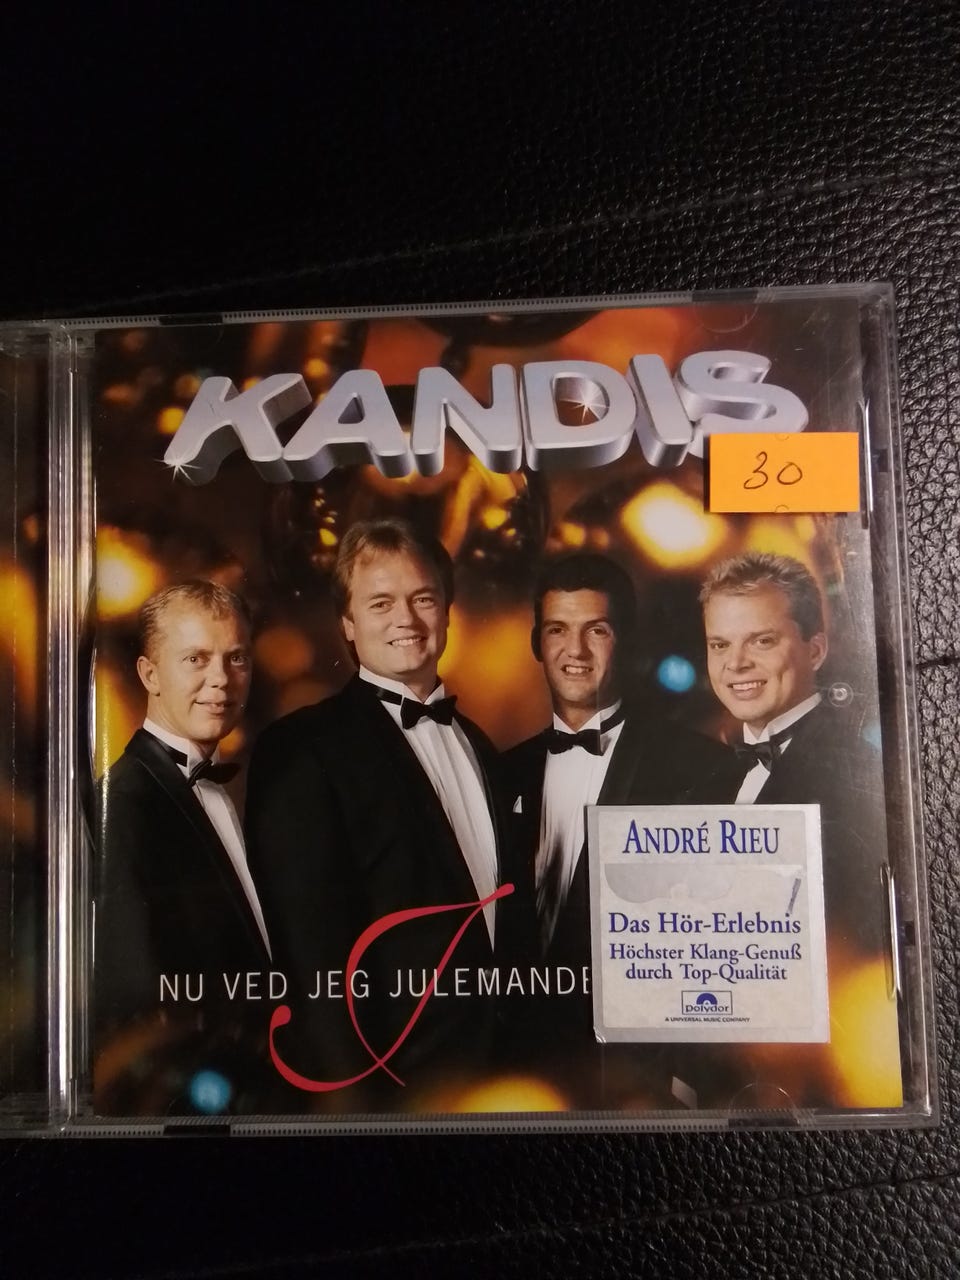 KANDIS
30
ANDRÉ RIEU
Das Hör-Erlebnis
Höchster Klang-Genuß
durch Top-Qualität
polydor
A UNIVERSAL MUSIC COMPANY
NU VED JEG JULEMANDE